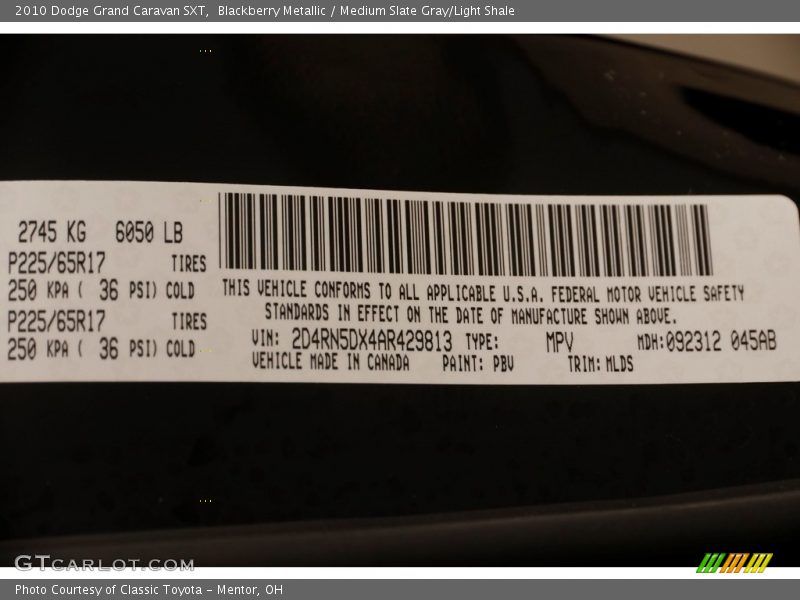 2010 Dodge Grand Caravan SXT, Blackberry Metallic / Medium Slate Gray/Light Shale
2745 KG 6050 LB
P225/65R17 TIRES
250 KPA ( 36 PSI) COLD
P225/65R17 TIRES
250 KPA ( 36 PSI) COLD
THIS VEHICLE CONFORMS TO ALL APPLICABLE U.S.A. FEDERAL MOTOR VEHICLE SAFETY
STANDARDS IN EFFECT ON THE DATE OF MANUFACTURE SHOWN ABOVE.
VIN: 2D4RN5DX4AR429813 TYPE: MPV MDH:092312 045AB
VEHICLE MADE IN CANADA PAINT: PBV TRIM: MLDS
GTCARLOT.COM
Photo Courtesy of Classic Toyota - Mentor, OH